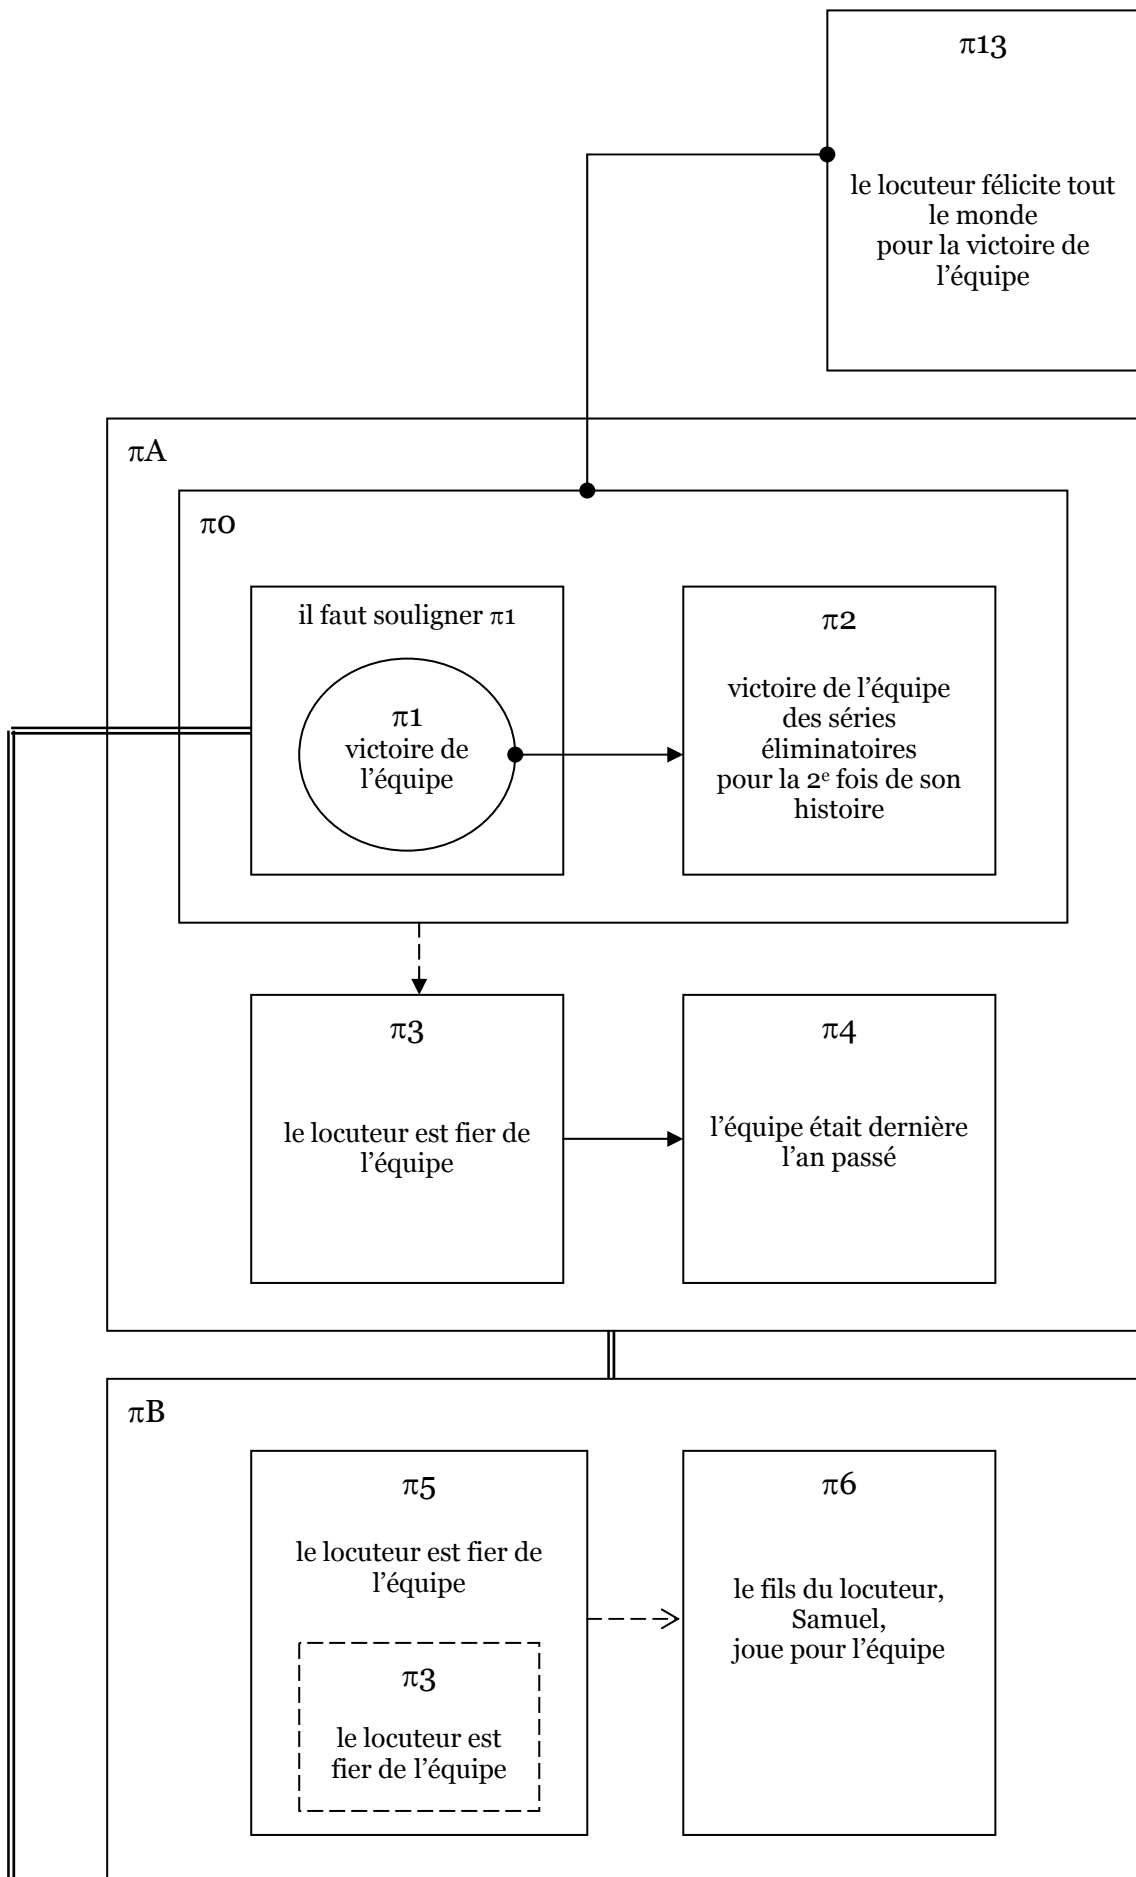 π13
le locuteur félicite tout
le monde
pour la victoire de
l’équipe
πA
π0
il faut souligner π1
π1
victoire de
l’équipe
π2
victoire de l’équipe
des séries
éliminatoires
pour la 2e fois de son
histoire
π3
le locuteur est fier de
l’équipe
π4
l’équipe était dernière
l’an passé
πB
π5
le locuteur est fier de
l’équipe
π3
le locuteur est
fier de l’équipe
π6
le fils du locuteur,
Samuel,
joue pour l’équipe